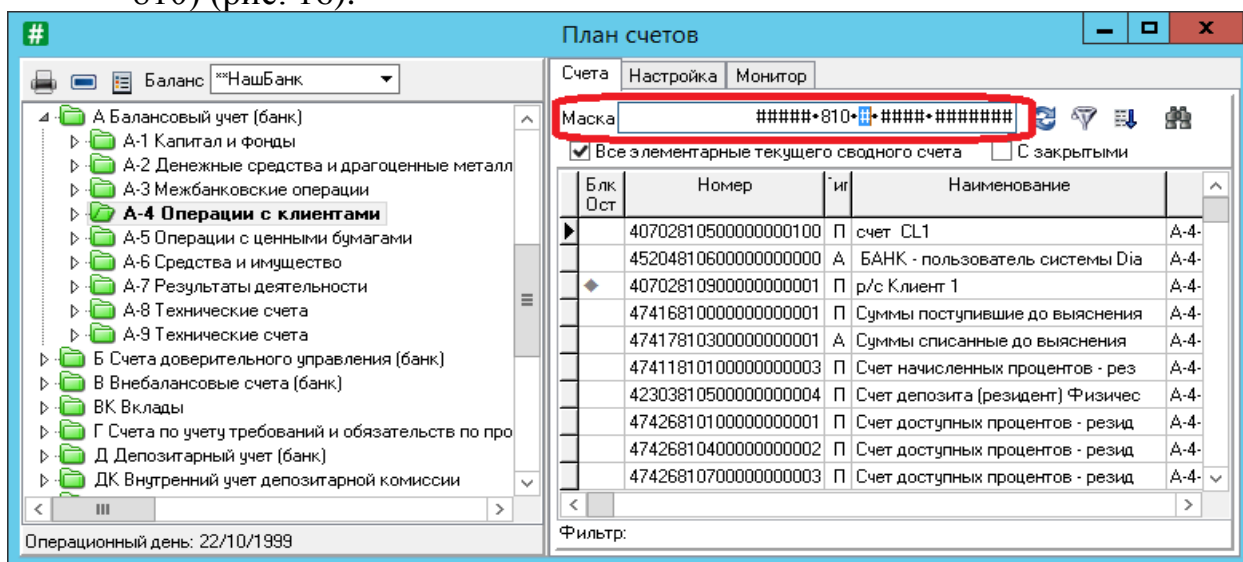 810) (рис. 16).
#
План счетов
Баланс **НашБанк
А Балансовый учет (банк)
А-1 Капитал и фонды
А-2 Денежные средства и драгоценные металл
А-3 Межбанковские операции
А-4 Операции с клиентами
А-5 Операции с ценными бумагами
А-6 Средства и имущество
А-7 Результаты деятельности
А-8 Технические счета
А-9 Технические счета
Б Счета доверительного управления (банк)
В Внебалансовые счета (банк)
ВК Вклады
Г Счета по учету требований и обязательств по про
Д Депозитарный учет (банк)
ДК Внутренний учет депозитарной комиссии
Операционный день: 22/10/1999
Счета Настройка Монитор
Маска #####•810•#•####•#######
Все элементарные текущего сводного счета С закрытыми
Блк Ост Номер Тип Наименование
40702810500000000100 П счет CL1 А-4-
45204810600000000000 А БАНК - пользователь системы Dia А-4-
40702810900000000001 П р/с Клиент 1 А-4-
47416810000000000001 П Суммы поступившие до выяснения А-4-
47417810300000000001 А Суммы списанные до выяснения А-4-
47411810100000000003 П Счет начисленных процентов - рез А-4-
42303810500000000004 П Счет депозита (резидент) Физичес А-4-
47426810100000000001 П Счет доступных процентов - резид А-4-
47426810400000000002 П Счет доступных процентов - резид А-4-
47426810700000000003 П Счет доступных процентов - резид А-4-
Фильтр: